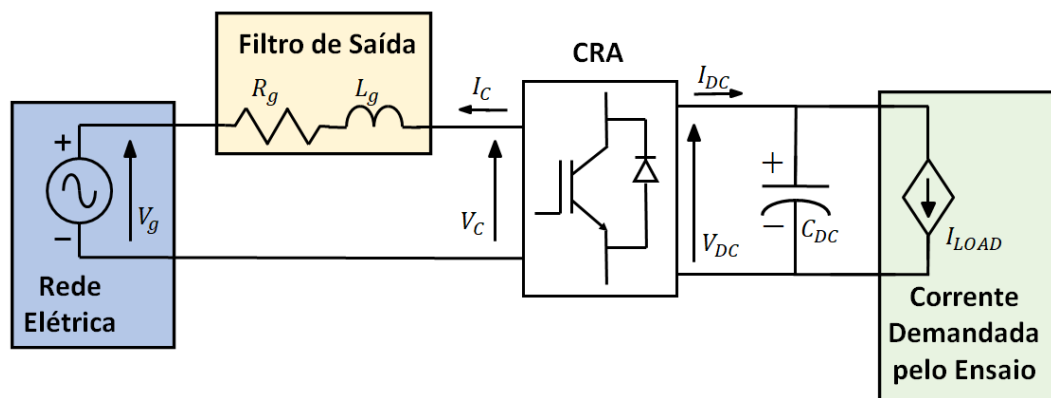 Filtro de Saída
R_g
L_g
CRA
I_C
I_DC
+
V_g
−
V_C
V_DC
+
−
C_DC
I_LOAD
Rede
Elétrica
Corrente
Demandada
pelo Ensaio